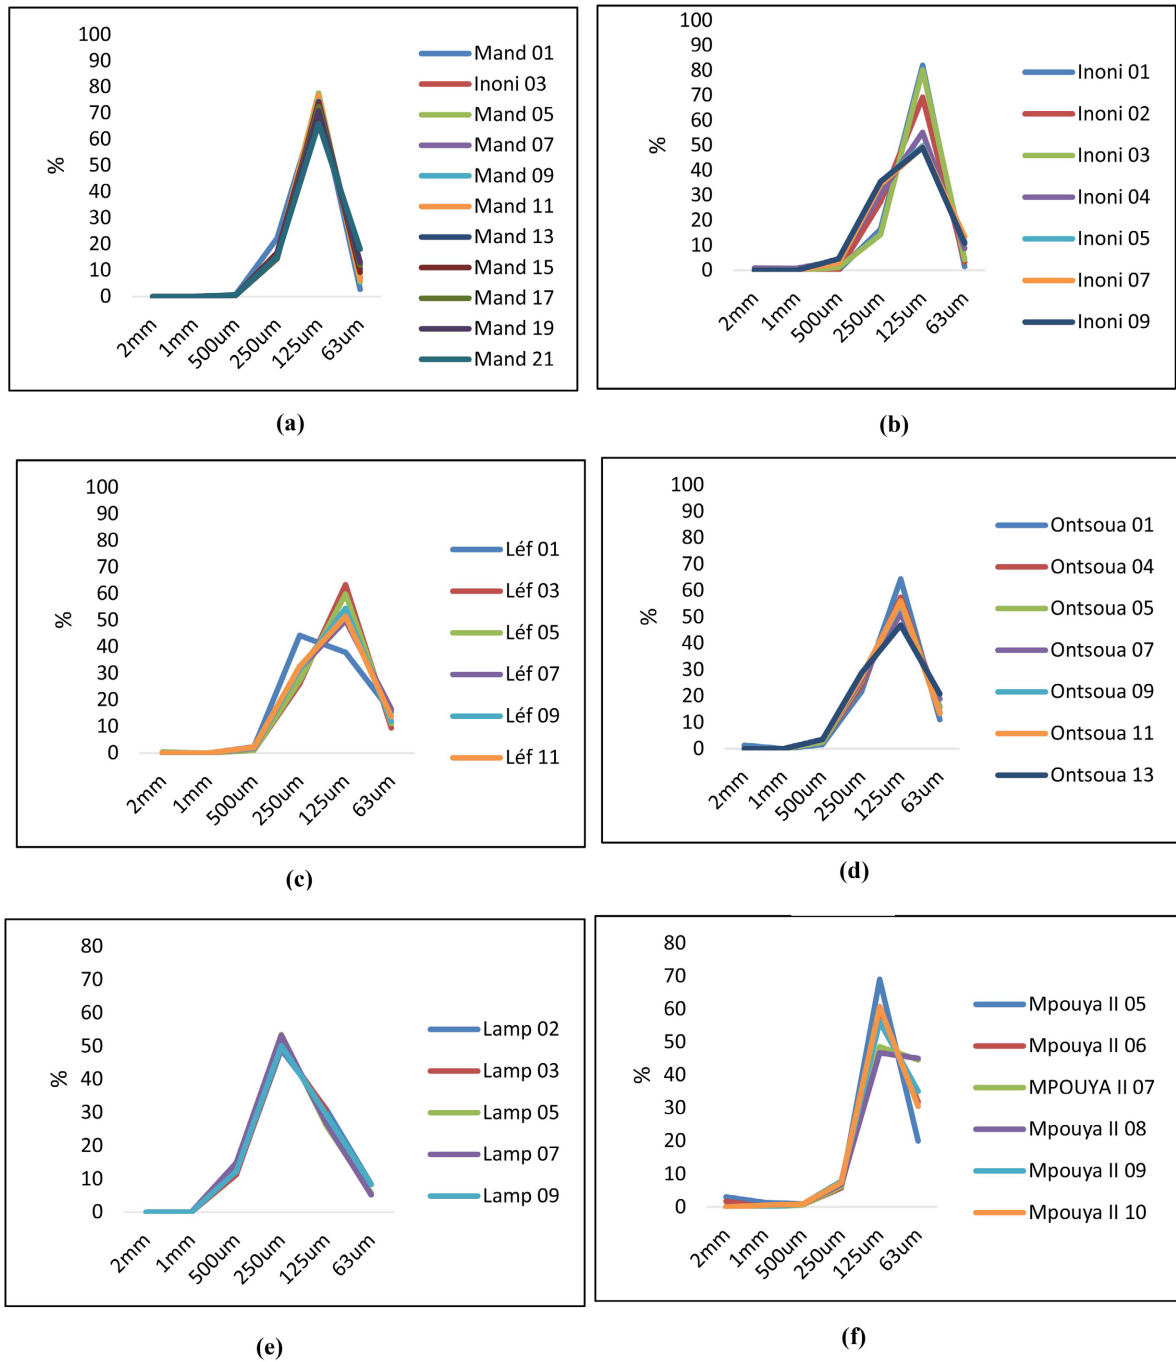 100
90
80
70
60
50
40
30
20
10
0
%
2mm
1mm
500um
250um
125um
63um
Mand 01
Inoni 03
Mand 05
Mand 07
Mand 09
Mand 11
Mand 13
Mand 15
Mand 17
Mand 19
Mand 21
(a)
100
90
80
70
60
50
40
30
20
10
0
%
2mm
1mm
500um
250um
125um
63um
Inoni 01
Inoni 02
Inoni 03
Inoni 04
Inoni 05
Inoni 07
Inoni 09
(b)
100
90
80
70
60
50
40
30
20
10
0
%
2mm
1mm
500um
250um
125um
63um
Léf 01
Léf 03
Léf 05
Léf 07
Léf 09
Léf 11
(c)
100
90
80
70
60
50
40
30
20
10
0
%
2mm
1mm
500um
250um
125um
63um
Ontsoua 01
Ontsoua 04
Ontsoua 05
Ontsoua 07
Ontsoua 09
Ontsoua 11
Ontsoua 13
(d)
80
70
60
50
40
30
20
10
0
%
2mm
1mm
500um
250um
125um
63um
Lamp 02
Lamp 03
Lamp 05
Lamp 07
Lamp 09
(e)
80
70
60
50
40
30
20
10
0
%
2mm
1mm
500um
250um
125um
63um
Mpouya II 05
Mpouya II 06
MPOUYA II 07
Mpouya II 08
Mpouya II 09
Mpouya II 10
(f)